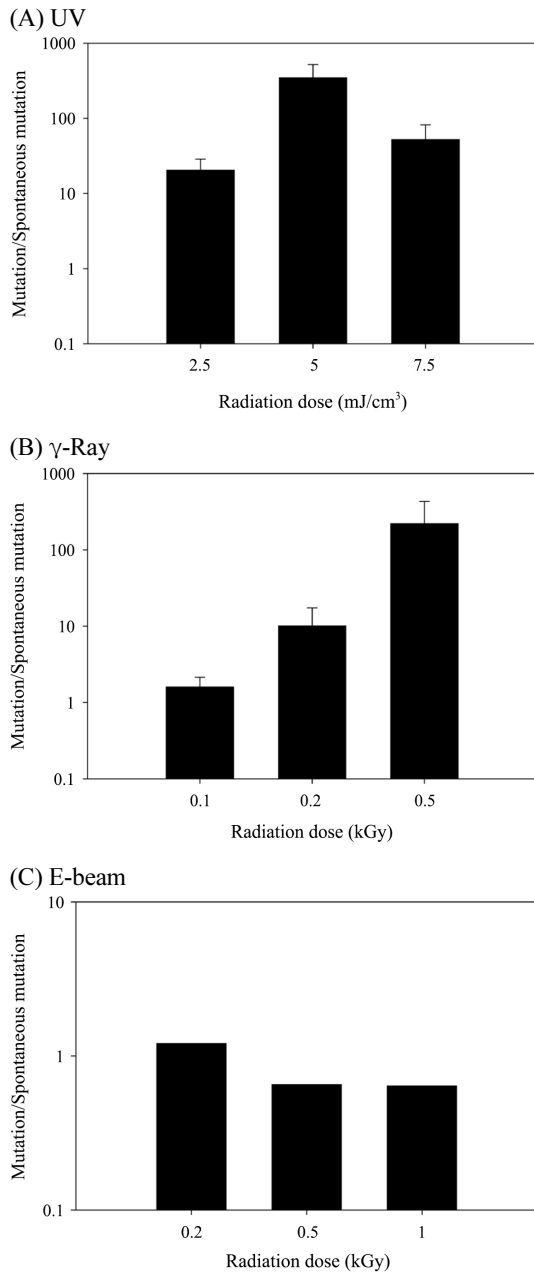 (A) UV
1000
100
10
1
0.1
Mutation/Spontaneous mutation
2.5 5 7.5
Radiation dose (mJ/cm³)
(B) γ-Ray
1000
100
10
1
0.1
Mutation/Spontaneous mutation
0.1 0.2 0.5
Radiation dose (kGy)
(C) E-beam
10
1
0.1
Mutation/Spontaneous mutation
0.2 0.5 1
Radiation dose (kGy)